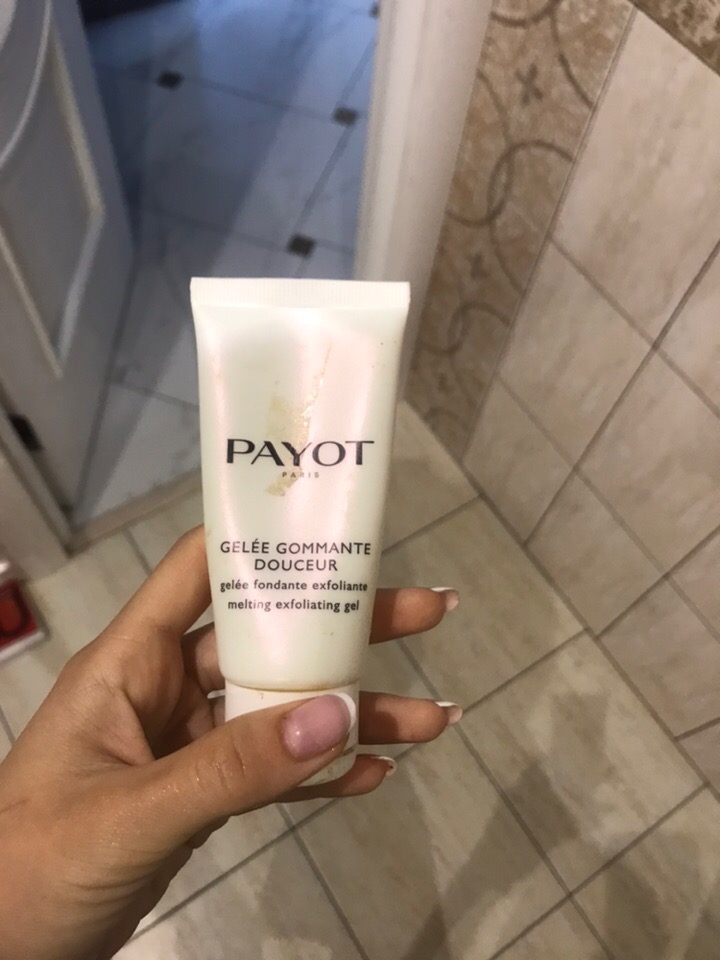 PAYOT
PARIS
GELÉE GOMMANTE
DOUCEUR
gelée fondante exfoliante
melting exfoliating gel